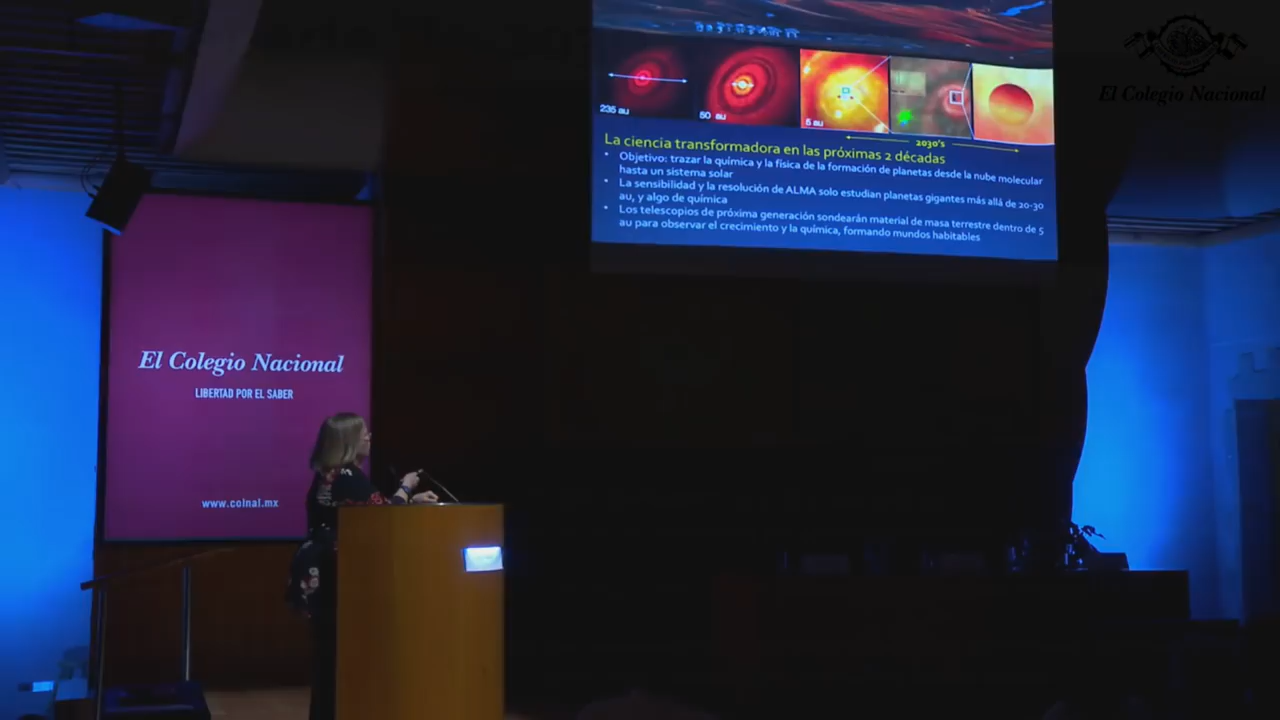 El Colegio Nacional
235 au
50 au
5 au
2030's
La ciencia transformadora en las próximas 2 décadas
• Objetivo: trazar la química y la física de la formación de planetas desde la nube molecular
hasta un sistema solar
• La sensibilidad y la resolución de ALMA solo estudian planetas gigantes más allá de 20-30
au, y algo de química
• Los telescopios de próxima generación sondearán material de masa terrestre dentro de 5
au para observar el crecimiento y la química, formando mundos habitables
El Colegio Nacional
LIBERTAD POR EL SABER
www.colnal.mx